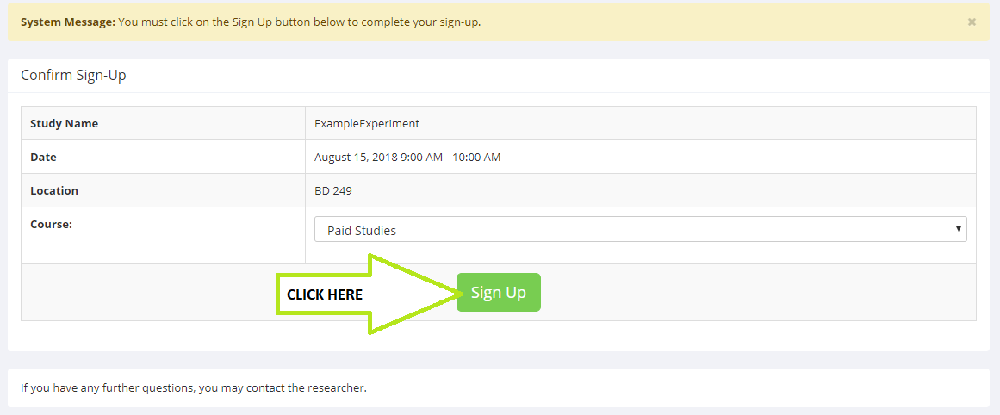 System Message: You must click on the Sign Up button below to complete your sign-up. ×
Confirm Sign-Up
Study Name ExampleExperiment
Date August 15, 2018 9:00 AM - 10:00 AM
Location BD 249
Course: Paid Studies
CLICK HERE Sign Up
If you have any further questions, you may contact the researcher.